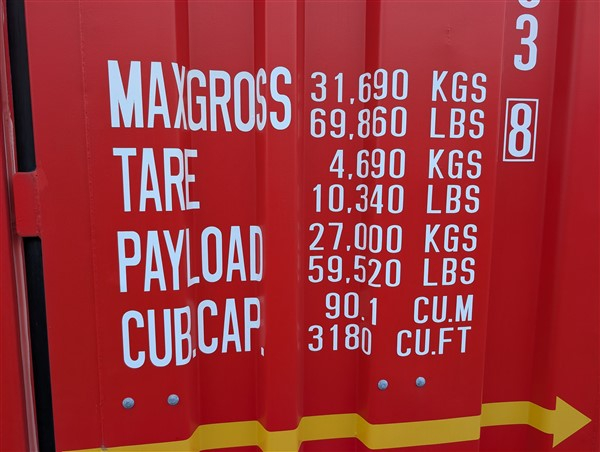 3
8
MAXGROSS 31,690 KGS
69,860 LBS
TARE 4,690 KGS
10,340 LBS
PAYLOAD 27,000 KGS
59,520 LBS
CUB.CAP. 90.1 CU.M
3180 CU.FT